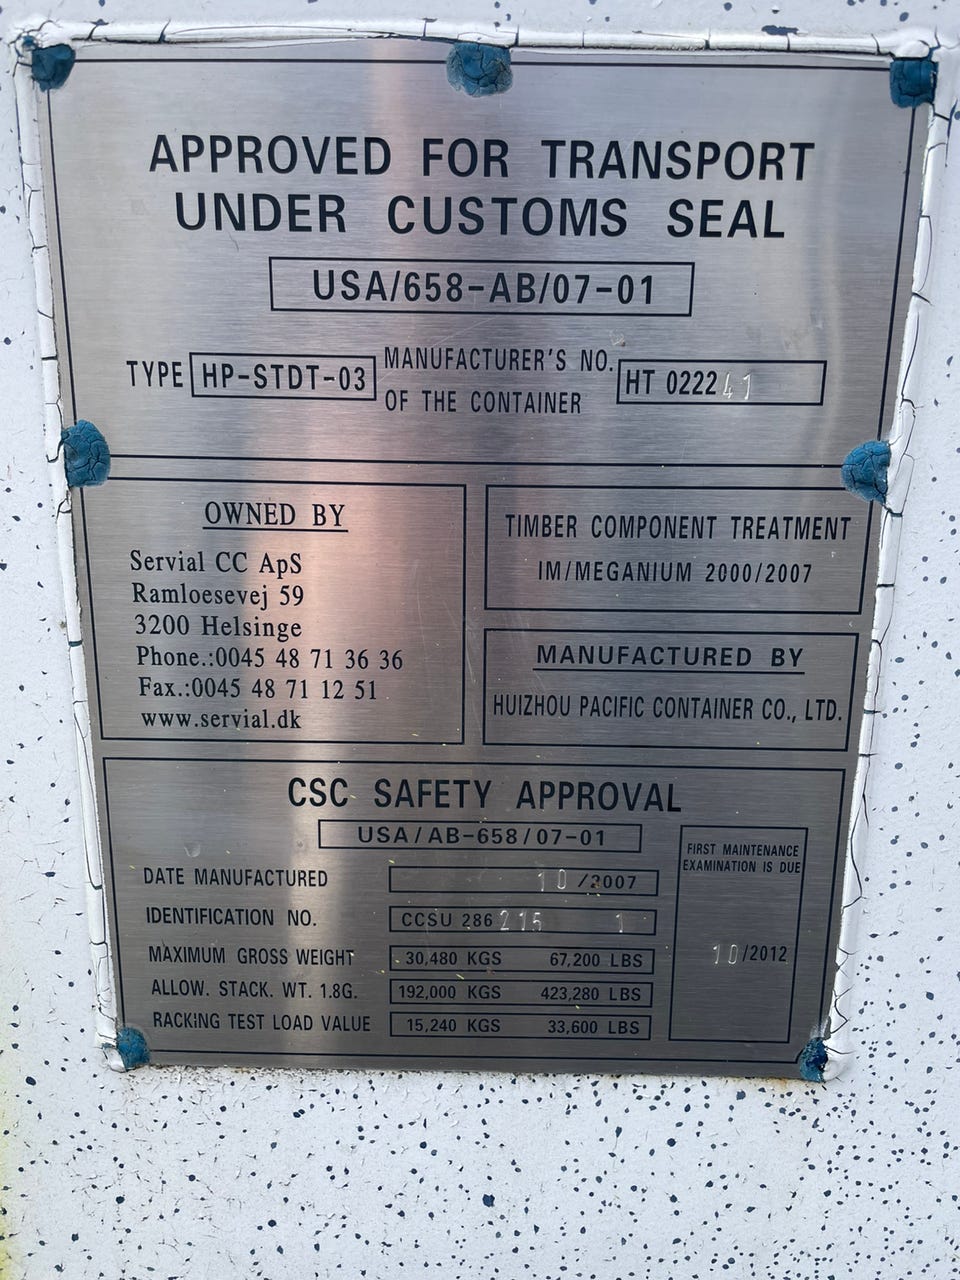 APPROVED FOR TRANSPORT
UNDER CUSTOMS SEAL
USA/658-AB/07-01
TYPE HP-STDT-03 MANUFACTURER'S NO. OF THE CONTAINER HT 022241
OWNED BY
Servial CC ApS
Ramloesevej 59
3200 Helsinge
Phone.:0045 48 71 36 36
Fax.:0045 48 71 12 51
www.servial.dk
TIMBER COMPONENT TREATMENT
IM/MEGANIUM 2000/2007
MANUFACTURED BY
HUIZHOU PACIFIC CONTAINER CO., LTD.
CSC SAFETY APPROVAL
USA/AB-658/07-01
DATE MANUFACTURED 10/2007
IDENTIFICATION NO. CCSU 286215 1
MAXIMUM GROSS WEIGHT 30,480 KGS 67,200 LBS
ALLOW. STACK. WT. 1.8G. 192,000 KGS 423,280 LBS
RACKING TEST LOAD VALUE 15,240 KGS 33,600 LBS
FIRST MAINTENANCE
EXAMINATION IS DUE
10/2012